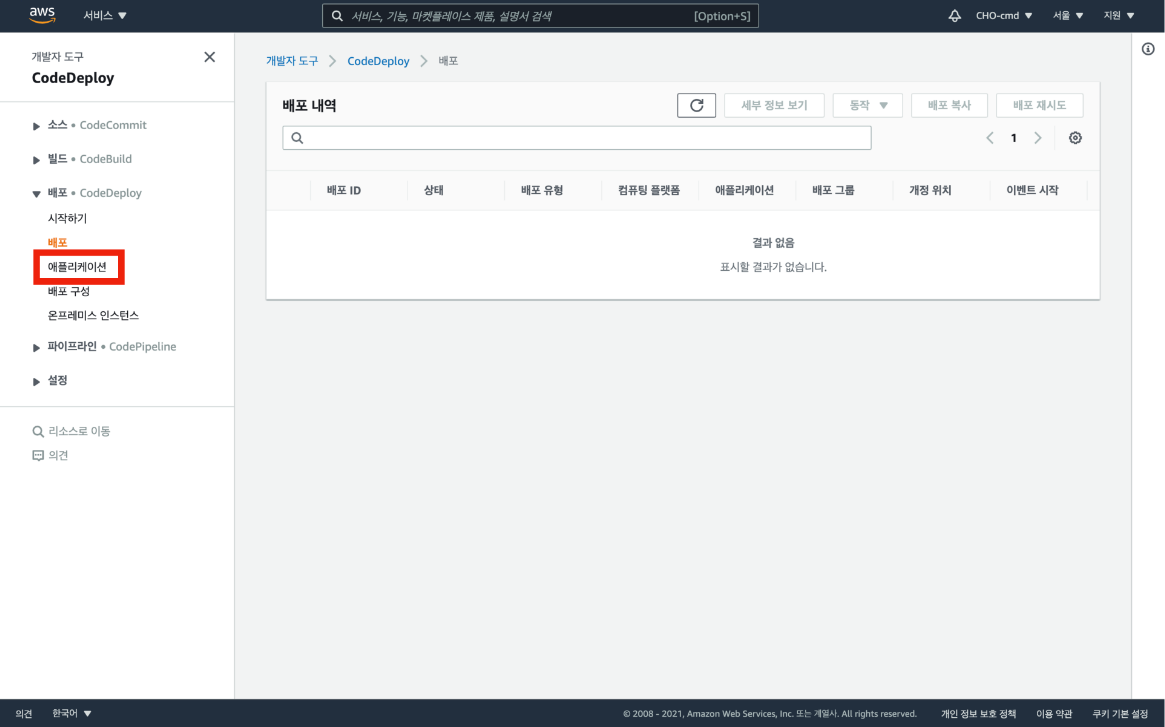 aws 서비스 ▼ 서비스, 기능, 마켓플레이스 제품, 설명서 검색 [Option+S] CHO-cmd ▼ 서울 ▼ 지원 ▼
개발자 도구
CodeDeploy
소스 • CodeCommit
빌드 • CodeBuild
배포 • CodeDeploy
시작하기
배포
애플리케이션
배포 구성
온프레미스 인스턴스
파이프라인 • CodePipeline
설정
리소스로 이동
의견
개발자 도구 > CodeDeploy > 배포
배포 내역 세부 정보 보기 동작 ▼ 배포 복사 배포 재시도
< 1 >
배포 ID 상태 배포 유형 컴퓨팅 플랫폼 애플리케이션 배포 그룹 개정 위치 이벤트 시작
결과 없음
표시할 결과가 없습니다.
의견 한국어 ▼ © 2008 - 2021, Amazon Web Services, Inc. 또는 계열사. All rights reserved. 개인 정보 보호 정책 이용 약관 쿠키 기본 설정